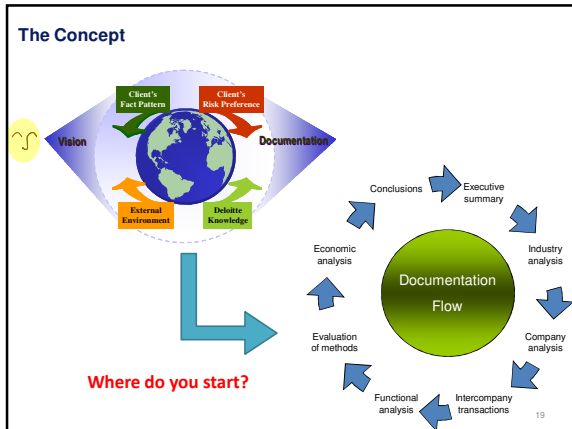 The Concept
Client's
Fact Pattern
Client's
Risk Preference
Vision
Documentation
External
Environment
Deloitte
Knowledge
Where do you start?
Documentation
Flow
Executive
summary
Industry
analysis
Company
analysis
Intercompany
transactions
Functional
analysis
Evaluation
of methods
Economic
analysis
Conclusions
19